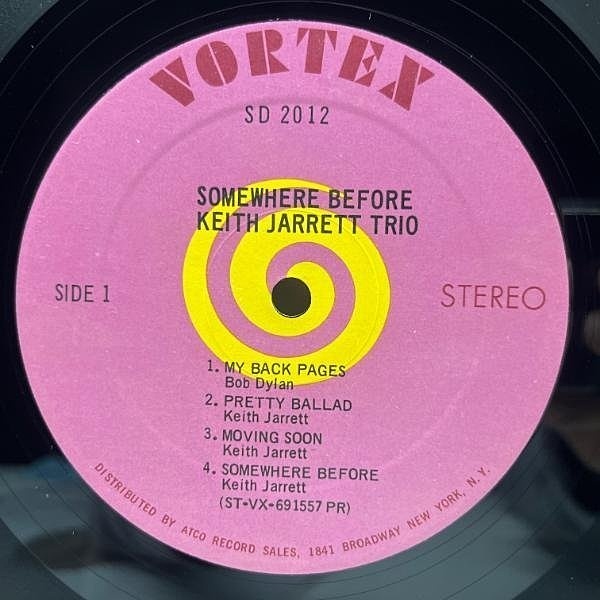 VORTEX
SD 2012
SOMEWHERE BEFORE
KEITH JARRETT TRIO
SIDE 1
STEREO
1. MY BACK PAGES
Bob Dylan
2. PRETTY BALLAD
Keith Jarrett
3. MOVING SOON
Keith Jarrett
4. SOMEWHERE BEFORE
Keith Jarrett
(ST-VX-691557 PR)
DISTRIBUTED BY ATCO RECORD SALES, 1841 BROADWAY NEW YORK, N.Y.